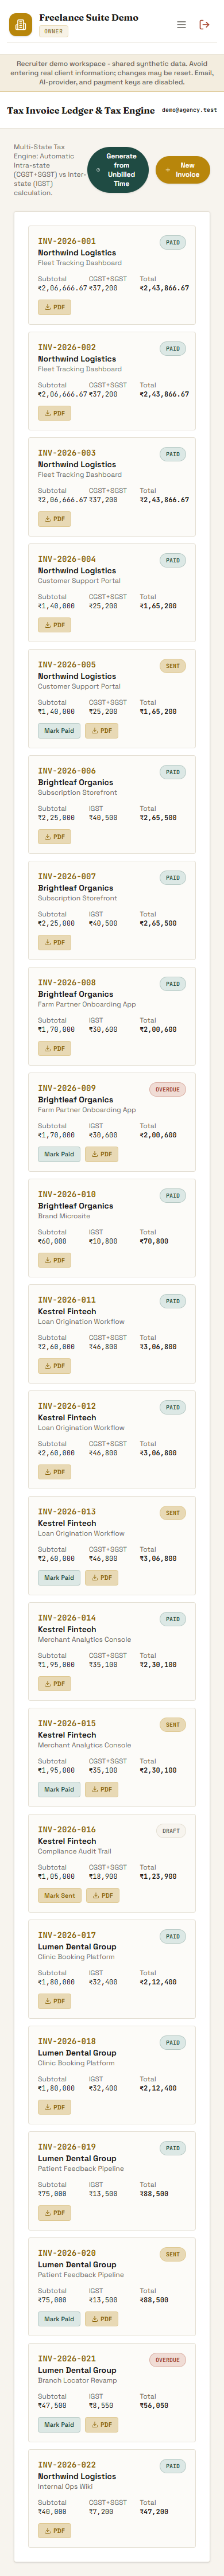 Freelance Suite Demo
OWNER
Recruiter demo workspace - shared synthetic data. Avoid
entering real client information; changes may be reset. Email,
AI-provider, and payment keys are disabled.
Tax Invoice Ledger & Tax Engine
demo@agency.test
Multi-State Tax
Engine: Automatic
Intra-state
(CGST+SGST) vs Inter-
state (IGST)
calculation.
Generate
from
Unbilled
Time
+ New
Invoice
INV-2026-001 PAID
Northwind Logistics
Fleet Tracking Dashboard
Subtotal CGST+SGST Total
₹2,06,666.67 ₹37,200 ₹2,43,866.67
PDF
INV-2026-002 PAID
Northwind Logistics
Fleet Tracking Dashboard
Subtotal CGST+SGST Total
₹2,06,666.67 ₹37,200 ₹2,43,866.67
PDF
INV-2026-003 PAID
Northwind Logistics
Fleet Tracking Dashboard
Subtotal CGST+SGST Total
₹2,06,666.67 ₹37,200 ₹2,43,866.67
PDF
INV-2026-004 PAID
Northwind Logistics
Customer Support Portal
Subtotal CGST+SGST Total
₹1,40,000 ₹25,200 ₹1,65,200
PDF
INV-2026-005 SENT
Northwind Logistics
Customer Support Portal
Subtotal CGST+SGST Total
₹1,40,000 ₹25,200 ₹1,65,200
Mark Paid PDF
INV-2026-006 PAID
Brightleaf Organics
Subscription Storefront
Subtotal IGST Total
₹2,25,000 ₹40,500 ₹2,65,500
PDF
INV-2026-007 PAID
Brightleaf Organics
Subscription Storefront
Subtotal IGST Total
₹2,25,000 ₹40,500 ₹2,65,500
PDF
INV-2026-008 PAID
Brightleaf Organics
Farm Partner Onboarding App
Subtotal IGST Total
₹1,70,000 ₹30,600 ₹2,00,600
PDF
INV-2026-009 OVERDUE
Brightleaf Organics
Farm Partner Onboarding App
Subtotal IGST Total
₹1,70,000 ₹30,600 ₹2,00,600
Mark Paid PDF
INV-2026-010 PAID
Brightleaf Organics
Brand Microsite
Subtotal IGST Total
₹60,000 ₹10,800 ₹70,800
PDF
INV-2026-011 PAID
Kestrel Fintech
Loan Origination Workflow
Subtotal CGST+SGST Total
₹2,60,000 ₹46,800 ₹3,06,800
PDF
INV-2026-012 PAID
Kestrel Fintech
Loan Origination Workflow
Subtotal CGST+SGST Total
₹2,60,000 ₹46,800 ₹3,06,800
PDF
INV-2026-013 SENT
Kestrel Fintech
Loan Origination Workflow
Subtotal CGST+SGST Total
₹2,60,000 ₹46,800 ₹3,06,800
Mark Paid PDF
INV-2026-014 PAID
Kestrel Fintech
Merchant Analytics Console
Subtotal CGST+SGST Total
₹1,95,000 ₹35,100 ₹2,30,100
PDF
INV-2026-015 SENT
Kestrel Fintech
Merchant Analytics Console
Subtotal CGST+SGST Total
₹1,95,000 ₹35,100 ₹2,30,100
Mark Paid PDF
INV-2026-016 DRAFT
Kestrel Fintech
Compliance Audit Trail
Subtotal CGST+SGST Total
₹1,05,000 ₹18,900 ₹1,23,900
Mark Sent PDF
INV-2026-017 PAID
Lumen Dental Group
Clinic Booking Platform
Subtotal IGST Total
₹1,80,000 ₹32,400 ₹2,12,400
PDF
INV-2026-018 PAID
Lumen Dental Group
Clinic Booking Platform
Subtotal IGST Total
₹1,80,000 ₹32,400 ₹2,12,400
PDF
INV-2026-019 PAID
Lumen Dental Group
Patient Feedback Pipeline
Subtotal IGST Total
₹75,000 ₹13,500 ₹88,500
PDF
INV-2026-020 SENT
Lumen Dental Group
Patient Feedback Pipeline
Subtotal IGST Total
₹75,000 ₹13,500 ₹88,500
Mark Paid PDF
INV-2026-021 OVERDUE
Lumen Dental Group
Branch Locator Revamp
Subtotal IGST Total
₹47,500 ₹8,550 ₹56,050
Mark Paid PDF
INV-2026-022 PAID
Northwind Logistics
Internal Ops Wiki
Subtotal CGST+SGST Total
₹40,000 ₹7,200 ₹47,200
PDF